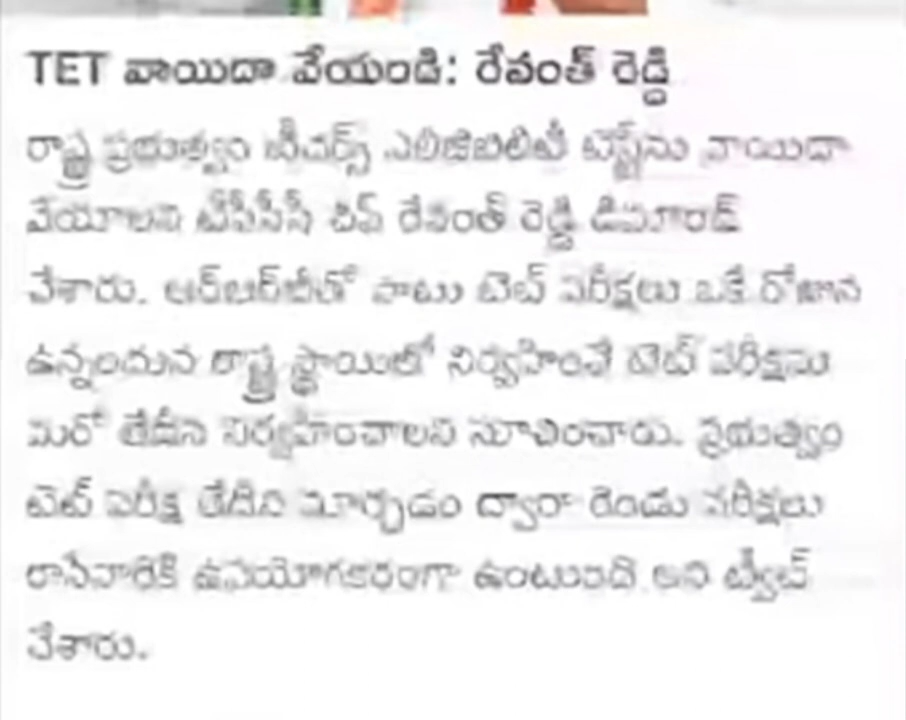 TET వాయిదా వేయండి: రేవంత్ రెడ్డి
రాష్ట్ర ప్రభుత్వం టీచర్స్ ఎలిజిబిలిటీ టెస్ట్‌ను వాయిదా
వేయాలని టీపీసీసీ చీఫ్ రేవంత్ రెడ్డి డిమాండ్
చేశారు. ఆర్ఆర్‌బీతో పాటు టెట్ పరీక్షలు ఒకే రోజున
ఉన్నందున రాష్ట్ర స్థాయిలో నిర్వహించే టెట్ పరీక్షను
మరో తేదీని నిర్వహించాలని సూచించారు. ప్రభుత్వం
టెట్ పరీక్ష తేదీని మార్చడం ద్వారా రెండు పరీక్షలు
రాసేవారికి ఉపయోగకరంగా ఉంటుంది అని ట్వీట్
చేశారు.